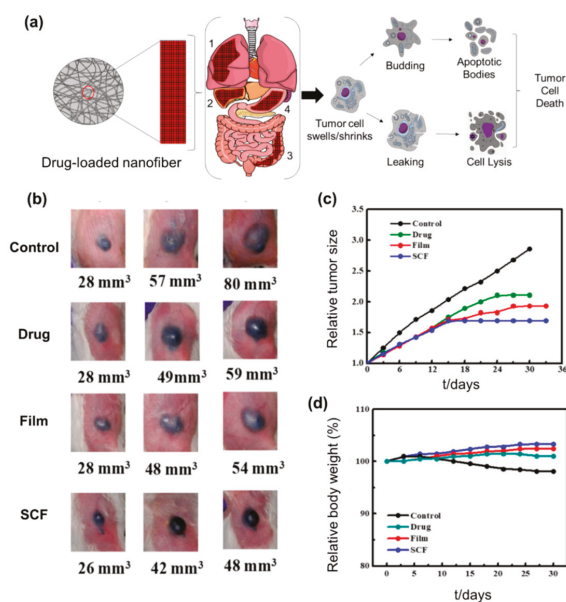 (a)
1
2
3
4
Drug-loaded nanofiber
Tumor cell
swells/shrinks
Budding
Apoptotic
Bodies
Leaking
Cell Lysis
Tumor
Cell
Death
(b)
Control
28 mm³
57 mm³
80 mm³
Drug
28 mm³
49mm³
59 mm³
Film
28 mm³
48 mm³
54 mm³
SCF
26 mm³
42 mm³
48 mm³
(c)
Relative tumor size
3.0
2.5
2.0
1.5
1.0
Control
Drug
Film
SCF
0 6 12 18 24 30
t/days
(d)
Relative body weight (%)
110
100
90
80
Control
Drug
Film
SCF
0 5 10 15 20 25 30
t/days